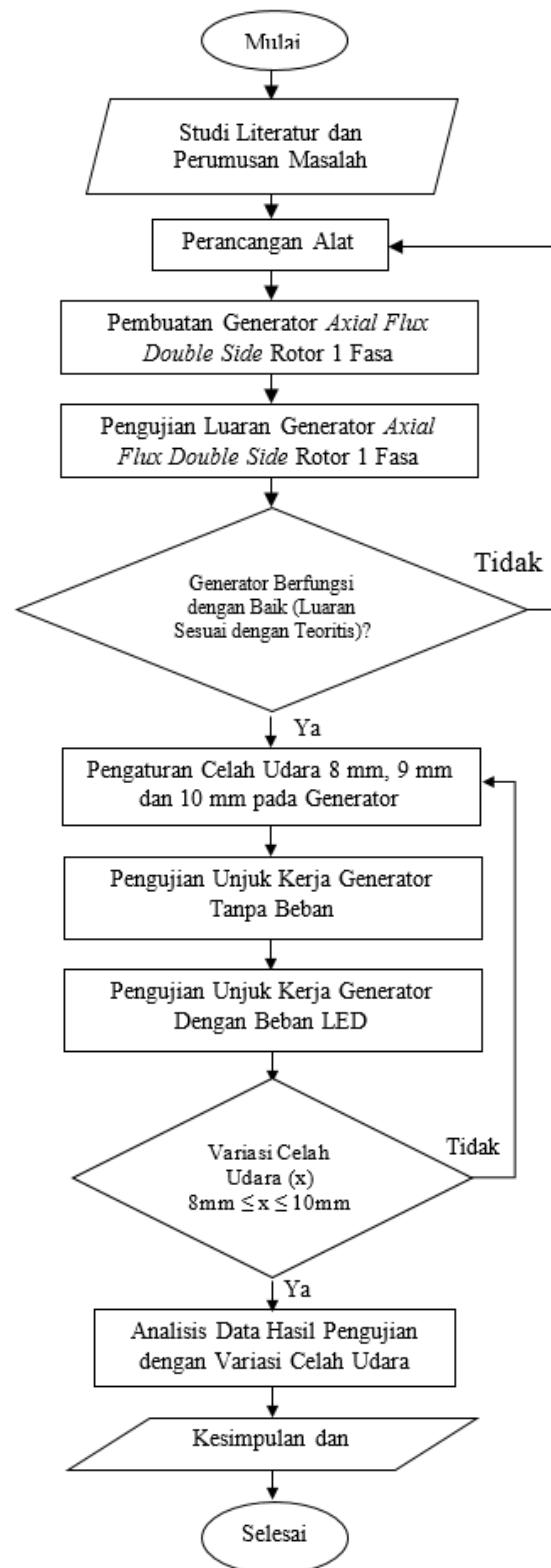 Mulai
Studi Literatur dan
Perumusan Masalah
Perancangan Alat
Pembuatan Generator Axial Flux
Double Side Rotor 1 Fasa
Pengujian Luaran Generator Axial
Flux Double Side Rotor 1 Fasa
Generator Berfungsi
dengan Baik (Luaran
Sesuai dengan Teoritis)?
Tidak
Ya
Pengaturan Celah Udara 8 mm, 9 mm
dan 10 mm pada Generator
Pengujian Unjuk Kerja Generator
Tanpa Beban
Pengujian Unjuk Kerja Generator
Dengan Beban LED
Variasi Celah
Udara (x)
8mm ≤ x ≤ 10mm
Tidak
Ya
Analisis Data Hasil Pengujian
dengan Variasi Celah Udara
Kesimpulan dan
Selesai